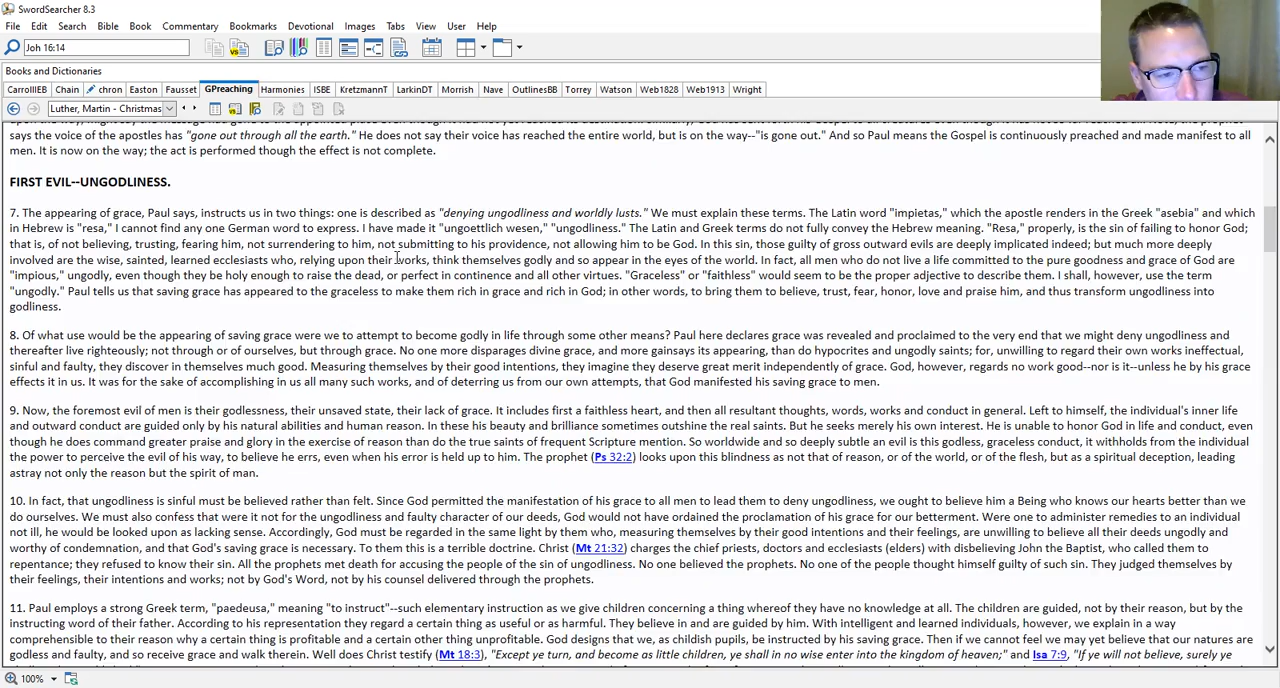 SwordSearcher 8.3
File Edit Search Bible Book Commentary Bookmarks Devotional Images Tabs View User Help
Joh 16:14
Books and Dictionaries
CarrollIEB Chain chron Easton Fausset GPreaching Harmonies ISBE KretzmannT LarkinDT Morrish Nave OutlinesBB Torrey Watson Web1828 Web1913 Wright
Luther, Martin - Christmas
says the voice of the apostles has "gone out through all the earth." He does not say their voice has reached the entire world, but is on the way--"is gone out." And so Paul means the Gospel is continuously preached and made manifest to all
men. It is now on the way; the act is performed though the effect is not complete.
FIRST EVIL--UNGODLINESS.
7. The appearing of grace, Paul says, instructs us in two things: one is described as "denying ungodliness and worldly lusts." We must explain these terms. The Latin word "impietas," which the apostle renders in the Greek "asebia" and which
in Hebrew is "resa," I cannot find any one German word to express. I have made it "ungoettlich wesen," "ungodliness." The Latin and Greek terms do not fully convey the Hebrew meaning. "Resa," properly, is the sin of failing to honor God;
that is, of not believing, trusting, fearing him, not surrendering to him, not submitting to his providence, not allowing him to be God. In this sin, those guilty of gross outward evils are deeply implicated indeed; but much more deeply
involved are the wise, sainted, learned ecclesiasts who, relying upon their works, think themselves godly and so appear in the eyes of the world. In fact, all men who do not live a life committed to the pure goodness and grace of God are
"impious," ungodly, even though they be holy enough to raise the dead, or perfect in continence and all other virtues. "Graceless" or "faithless" would seem to be the proper adjective to describe them. I shall, however, use the term
"ungodly." Paul tells us that saving grace has appeared to the graceless to make them rich in grace and rich in God; in other words, to bring them to believe, trust, fear, honor, love and praise him, and thus transform ungodliness into
godliness.
8. Of what use would be the appearing of saving grace were we to attempt to become godly in life through some other means? Paul here declares grace was revealed and proclaimed to the very end that we might deny ungodliness and
thereafter live righteously; not through or of ourselves, but through grace. No one more disparages divine grace, and more gainsays its appearing, than do hypocrites and ungodly saints; for, unwilling to regard their own works ineffectual,
sinful and faulty, they discover in themselves much good. Measuring themselves by their good intentions, they imagine they deserve great merit independently of grace. God, however, regards no work good--nor is it--unless he by his grace
effects it in us. It was for the sake of accomplishing in us all many such works, and of deterring us from our own attempts, that God manifested his saving grace to men.
9. Now, the foremost evil of men is their godlessness, their unsaved state, their lack of grace. It includes first a faithless heart, and then all resultant thoughts, words, works and conduct in general. Left to himself, the individual's inner life
and outward conduct are guided only by his natural abilities and human reason. In these his beauty and brilliance sometimes outshine the real saints. But he seeks merely his own interest. He is unable to honor God in life and conduct, even
though he does command greater praise and glory in the exercise of reason than do the true saints of frequent Scripture mention. So worldwide and so deeply subtle an evil is this godless, graceless conduct, it withholds from the individual
the power to perceive the evil of his way, to believe he errs, even when his error is held up to him. The prophet (Ps 32:2) looks upon this blindness as not that of reason, or of the world, or of the flesh, but as a spiritual deception, leading
astray not only the reason but the spirit of man.
10. In fact, that ungodliness is sinful must be believed rather than felt. Since God permitted the manifestation of his grace to all men to lead them to deny ungodliness, we ought to believe him a Being who knows our hearts better than we
do ourselves. We must also confess that were it not for the ungodliness and faulty character of our deeds, God would not have ordained the proclamation of his grace for our betterment. Were one to administer remedies to an individual
not ill, he would be looked upon as lacking sense. Accordingly, God must be regarded in the same light by them who, measuring themselves by their good intentions and their feelings, are unwilling to believe all their deeds ungodly and
worthy of condemnation, and that God's saving grace is necessary. To them this is a terrible doctrine. Christ (Mt 21:32) charges the chief priests, doctors and ecclesiasts (elders) with disbelieving John the Baptist, who called them to
repentance; they refused to know their sin. All the prophets met death for accusing the people of the sin of ungodliness. No one believed the prophets. No one of the people thought himself guilty of such sin. They judged themselves by
their feelings, their intentions and works; not by God's Word, not by his counsel delivered through the prophets.
11. Paul employs a strong Greek term, "paedeusa," meaning "to instruct"--such elementary instruction as we give children concerning a thing whereof they have no knowledge at all. The children are guided, not by their reason, but by the
instructing word of their father. According to his representation they regard a certain thing as useful or as harmful. They believe in and are guided by him. With intelligent and learned individuals, however, we explain in a way
comprehensible to their reason why a certain thing is profitable and a certain other thing unprofitable. God designs that we, as childish pupils, be instructed by his saving grace. Then if we cannot feel we may yet believe that our natures are
godless and faulty, and so receive grace and walk therein. Well does Christ testify (Mt 18:3), "Except ye turn, and become as little children, ye shall in no wise enter into the kingdom of heaven;" and Isa 7:9, "If ye will not believe, surely ye
100%